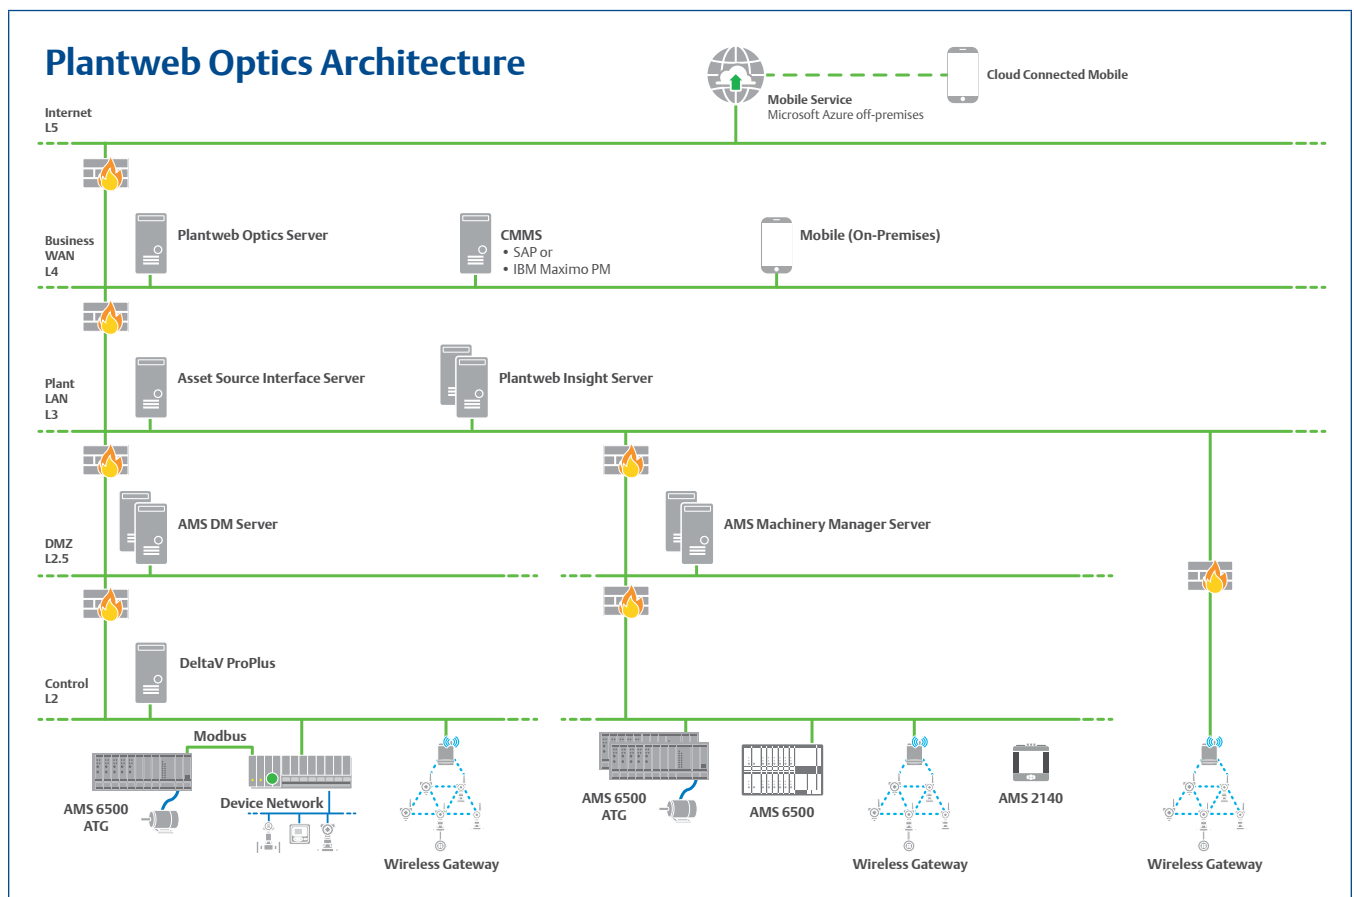 Plantweb Optics Architecture
Cloud Connected Mobile
Mobile Service
Microsoft Azure off-premises
Internet
L5
Plantweb Optics Server
CMMS
• SAP or
• IBM Maximo PM
Mobile (On-Premises)
Business
WAN
L4
Asset Source Interface Server
Plantweb Insight Server
Plant
LAN
L3
AMS DM Server
AMS Machinery Manager Server
DMZ
L2.5
DeltaV ProPlus
Control
L2
Modbus
AMS 6500
ATG
Device Network
Wireless Gateway
AMS 6500
ATG
AMS 6500
Wireless Gateway
AMS 2140
Wireless Gateway